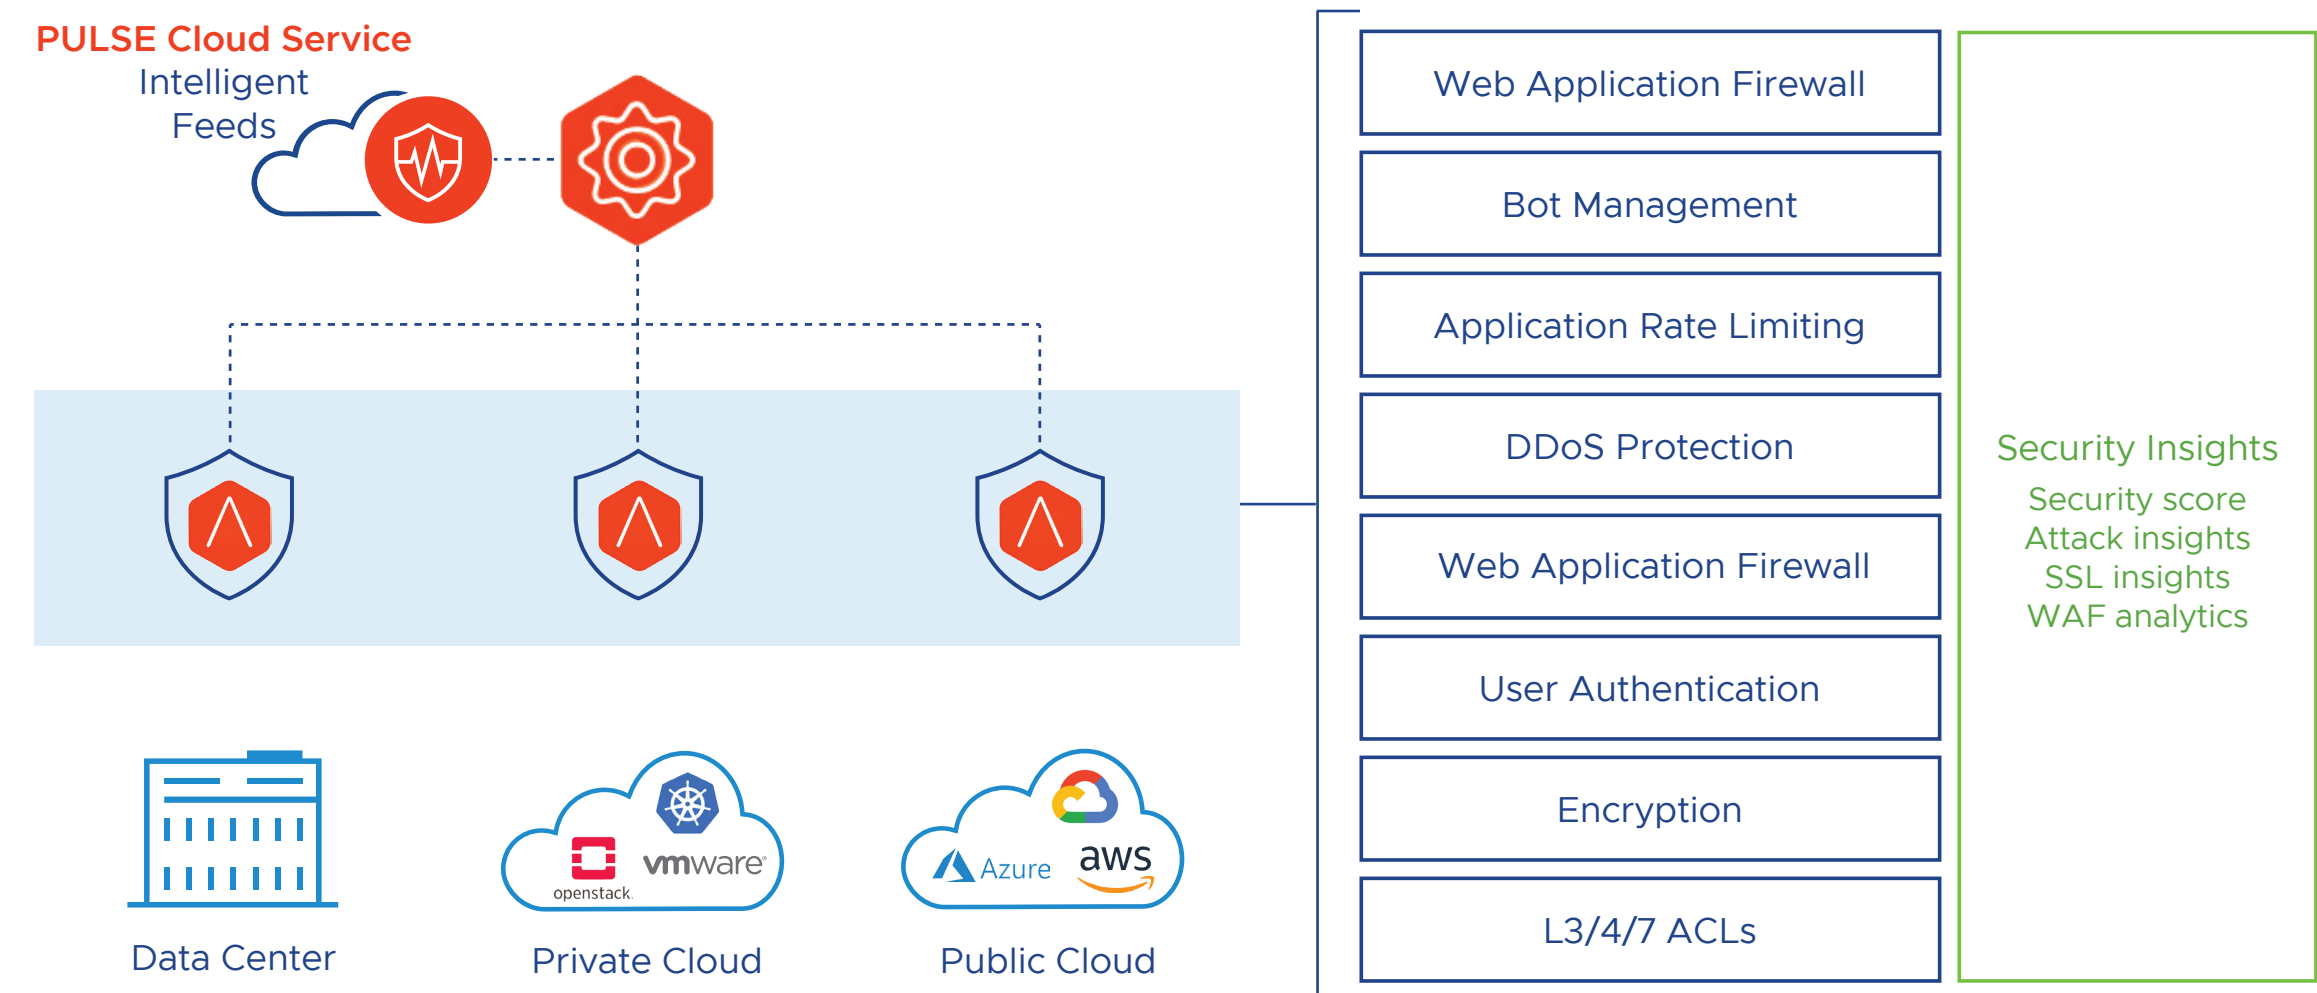 PULSE Cloud Service
Intelligent
Feeds
Web Application Firewall
Bot Management
Application Rate Limiting
DDoS Protection
Web Application Firewall
User Authentication
Encryption
L3/4/7 ACLs
Security Insights
Security score
Attack insights
SSL insights
WAF analytics
openstack.
vmware®
Azure
aws
Data Center
Private Cloud
Public Cloud